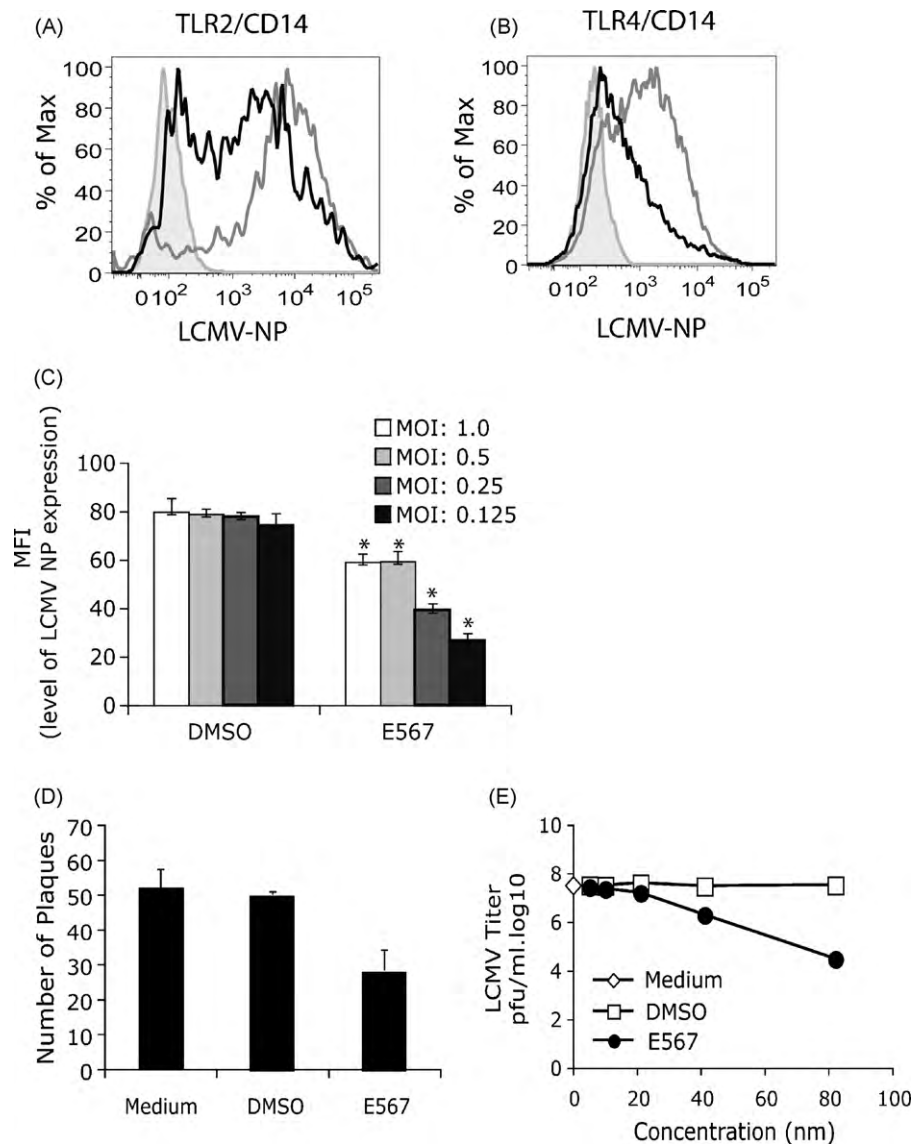 (A)
TLR2/CD14
% of Max
100
80
60
40
20
0
0 10² 10³ 10⁴ 10⁵
LCMV-NP
(B)
TLR4/CD14
% of Max
100
80
60
40
20
0
0 10² 10³ 10⁴ 10⁵
LCMV-NP
(C)
MOI: 1.0
MOI: 0.5
MOI: 0.25
MOI: 0.125
MFI
(level of LCMV NP expression)
100
80
60
40
20
0
* * * *
DMSO E567
(D)
Number of Plaques
70
60
50
40
30
20
10
0
Medium DMSO E567
(E)
LCMV Titer
pfu/ml.log10
10
8
6
4
2
0
Medium
DMSO
E567
0 20 40 60 80 100
Concentration (nm)